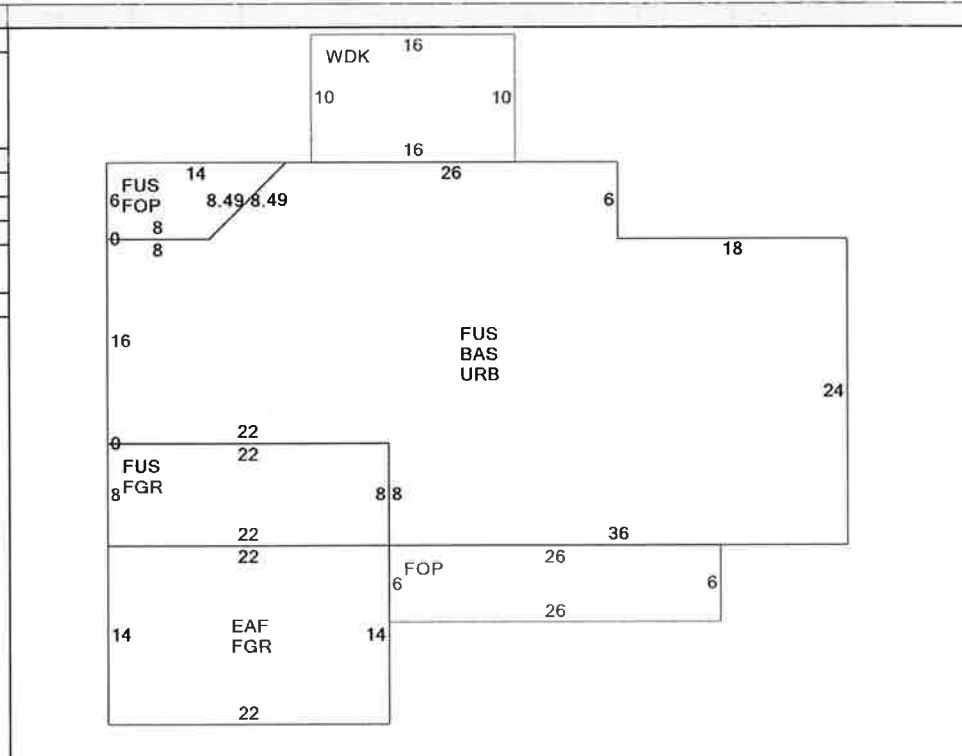 16
WDK
10 10
16
14 26
FUS
FOP
6 8.49 8.49 6
8
0
8
18
16
FUS
BAS
URB
24
22
0
22
FUS
FGR
8 8 8
22 36
22 26
FOP
6 6
26
EAF
FGR
14 14
22